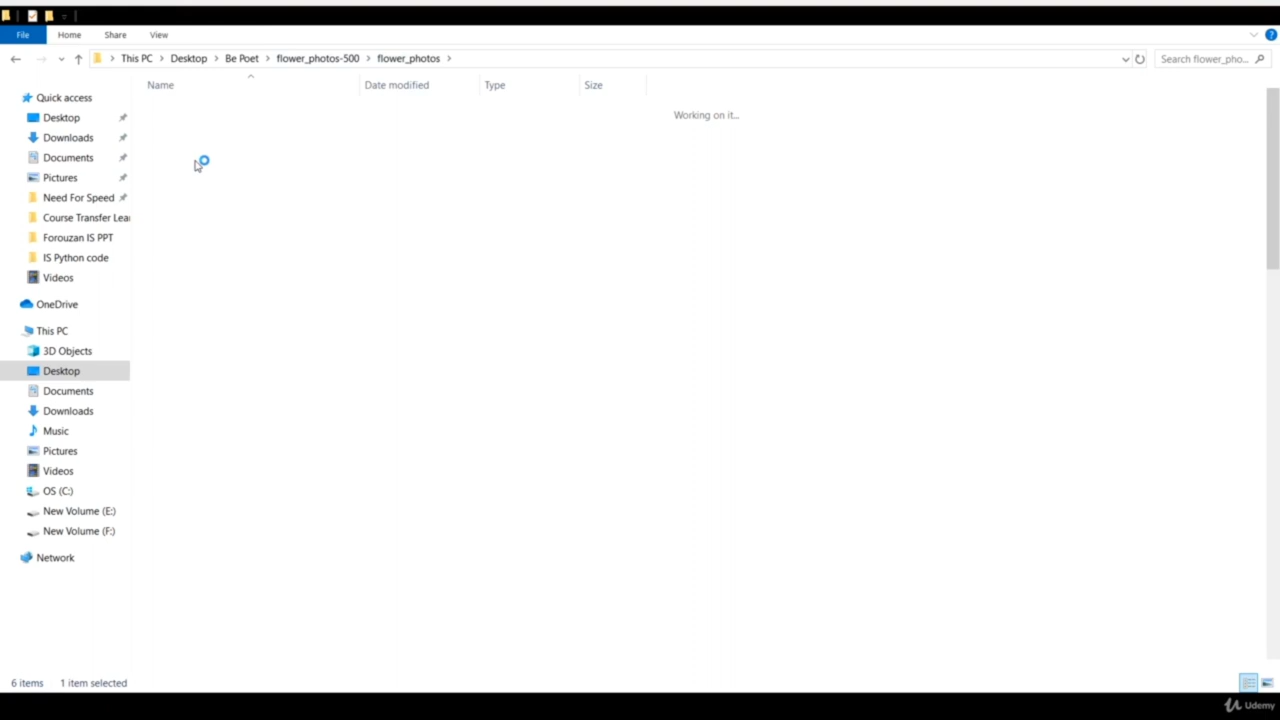 File Home Share View
This PC Desktop Be Poet flower_photos-500 flower_photos
Search flower_pho...
Name Date modified Type Size
Working on it...
Quick access
Desktop
Downloads
Documents
Pictures
Need For Speed
Course Transfer Lea
Forouzan IS PPT
IS Python code
Videos
OneDrive
This PC
3D Objects
Desktop
Documents
Downloads
Music
Pictures
Videos
OS (C:)
New Volume (E:)
New Volume (F:)
Network
6 items 1 item selected
Udemy